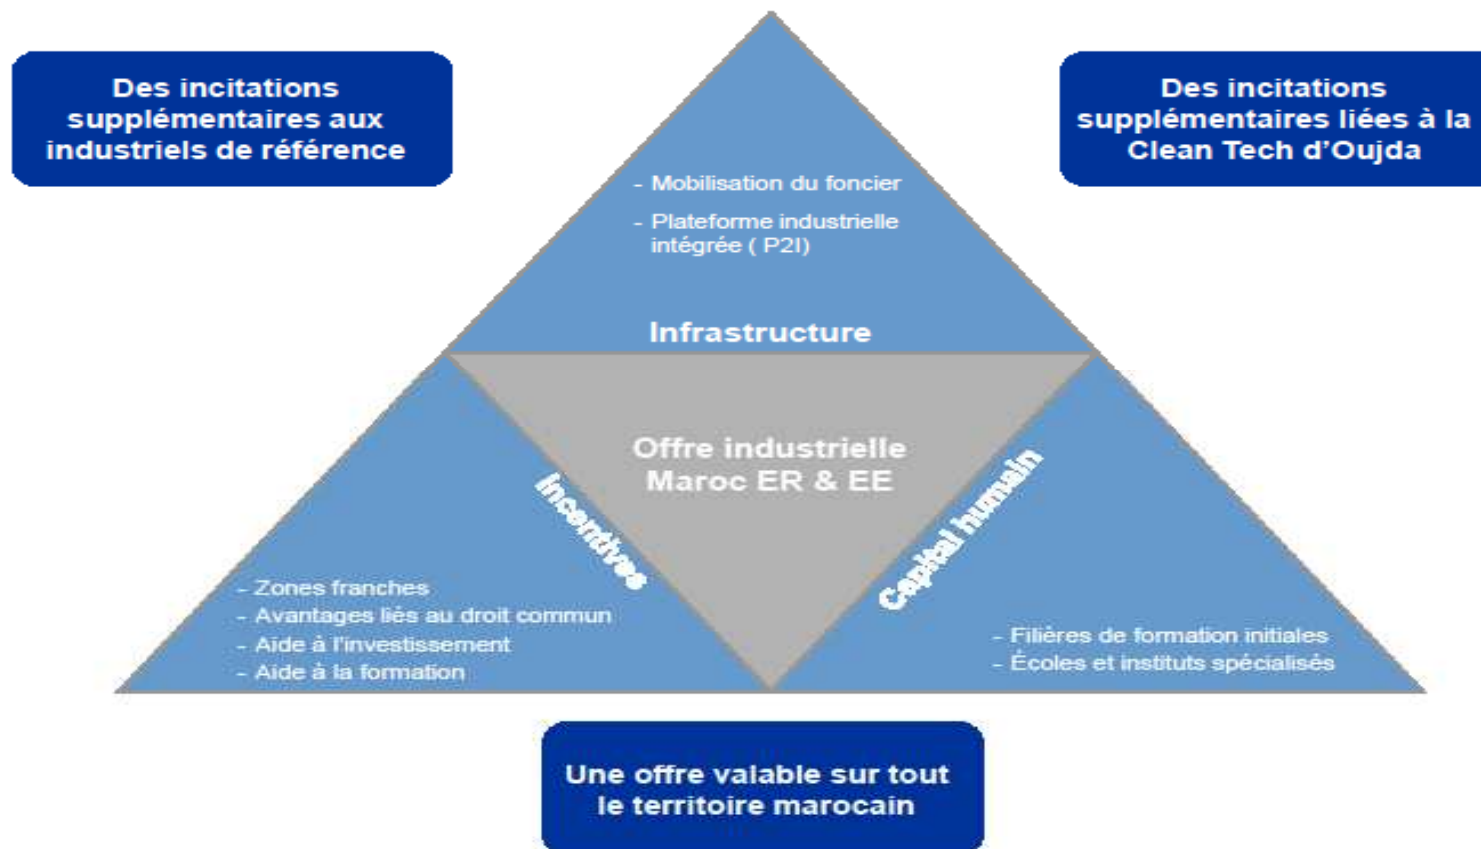 Des incitations
supplémentaires aux
industriels de référence
Des incitations
supplémentaires liées à la
Clean Tech d'Oujda
- Mobilisation du foncier
- Plateforme industrielle
intégrée ( P2I)
Infrastructure
Offre industrielle
Maroc ER & EE
Incentives
Capital humain
- Zones franches
- Avantages liés au droit commun
- Aide à l'investissement
- Aide à la formation
- Filières de formation initiales
- Écoles et instituts spécialisés
Une offre valable sur tout
le territoire marocain